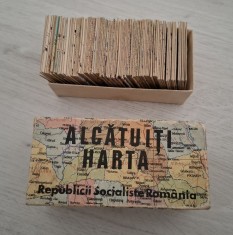 ALCĂTUIȚI
HARTA
Republicii Socialiste România